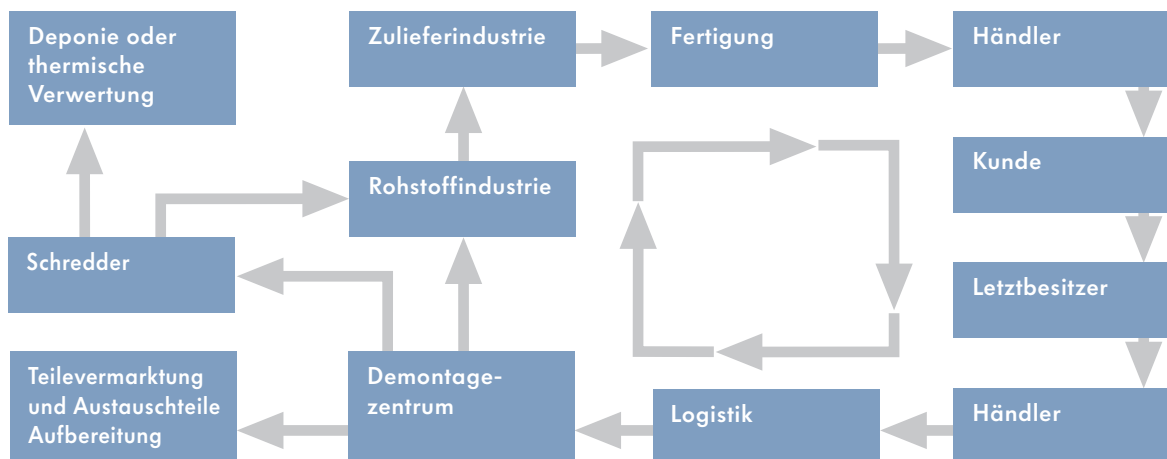 Deponie oder
thermische
Verwertung
Zulieferindustrie
Fertigung
Händler
Kunde
Rohstoffindustrie
Schredder
Letztbesitzer
Teilevermarktung
und Austauschteile
Aufbereitung
Demontage-
zentrum
Logistik
Händler